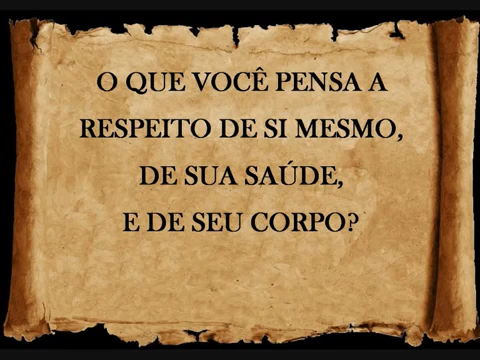 O QUE VOCÊ PENSA A
RESPEITO DE SI MESMO,
DE SUA SAÚDE,
E DE SEU CORPO?